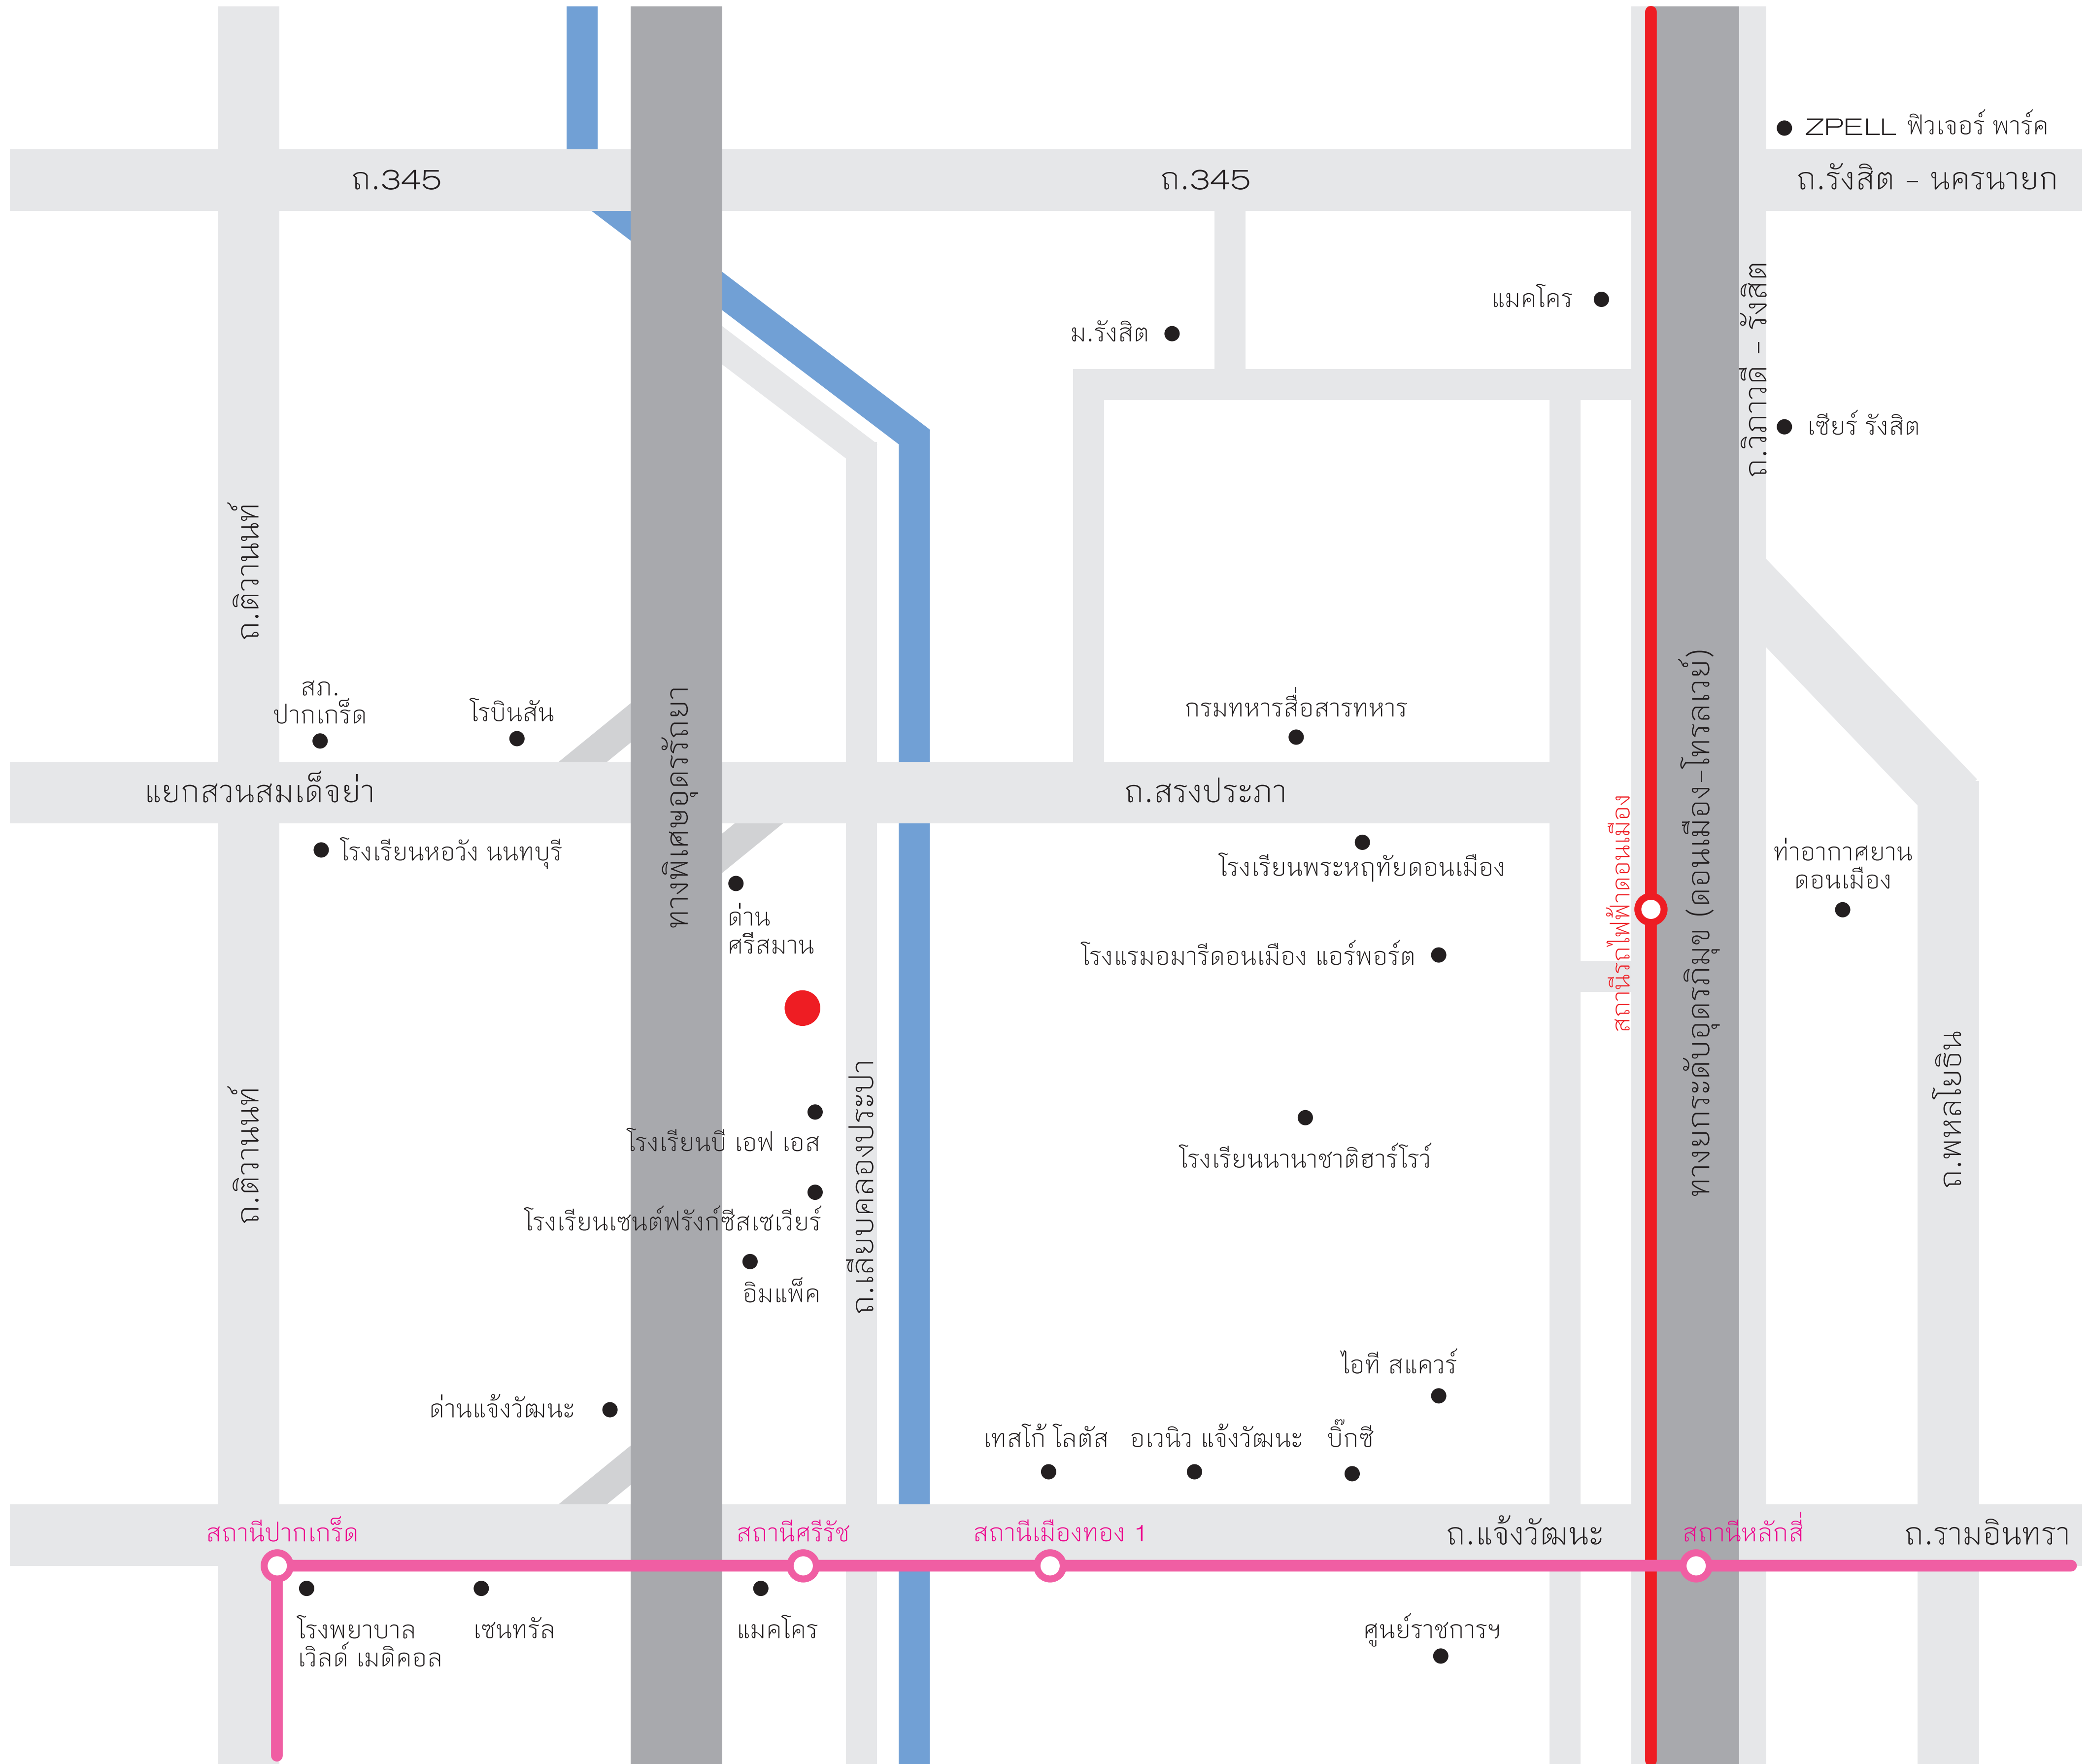 ZPELL ฟิวเจอร์ พาร์ค
ถ.345
ถ.345
ถ.รังสิต - นครนายก
แมคโคร
ม.รังสิต
ถ.วิภาวดี - รังสิต
เซียร์ รังสิต
ถ.ติวานนท์
สภ.
ปากเกร็ด
โรบินสัน
ทางพิเศษอุดรรัถยา
กรมทหารสื่อสารทหาร
ทางยกระดับอุตรภิมุข (ดอนเมือง-โทรลเวย์)
แยกสวนสมเด็จย่า
ถ.สรงประภา
สถานีรถไฟฟ้าดอนเมือง
โรงเรียนหอวัง นนทบุรี
โรงเรียนพระหฤทัยดอนเมือง
ท่าอากาศยาน
ดอนเมือง
ด่าน
ศรีสมาน
โรงแรมอมารีดอนเมือง แอร์พอร์ต
ถ.ติวานนท์
ถ.เลียบคลองประปา
ถ.พหลโยธิน
โรงเรียนบี เอฟ เอส
โรงเรียนนานาชาติฮาร์โรว์
โรงเรียนเซนต์ฟรังก์ซีสเซเวียร์
อิมแพ็ค
ไอที สแควร์
ด่านแจ้งวัฒนะ
เทสโก้ โลตัส
อเวนิว แจ้งวัฒนะ
บิ๊กซี
สถานีปากเกร็ด
สถานีศรีรัช
สถานีเมืองทอง 1
ถ.แจ้งวัฒนะ
สถานีหลักสี่
ถ.รามอินทรา
โรงพยาบาล
เวิลด์ เมดิคอล
เซนทรัล
แมคโคร
ศูนย์ราชการฯ